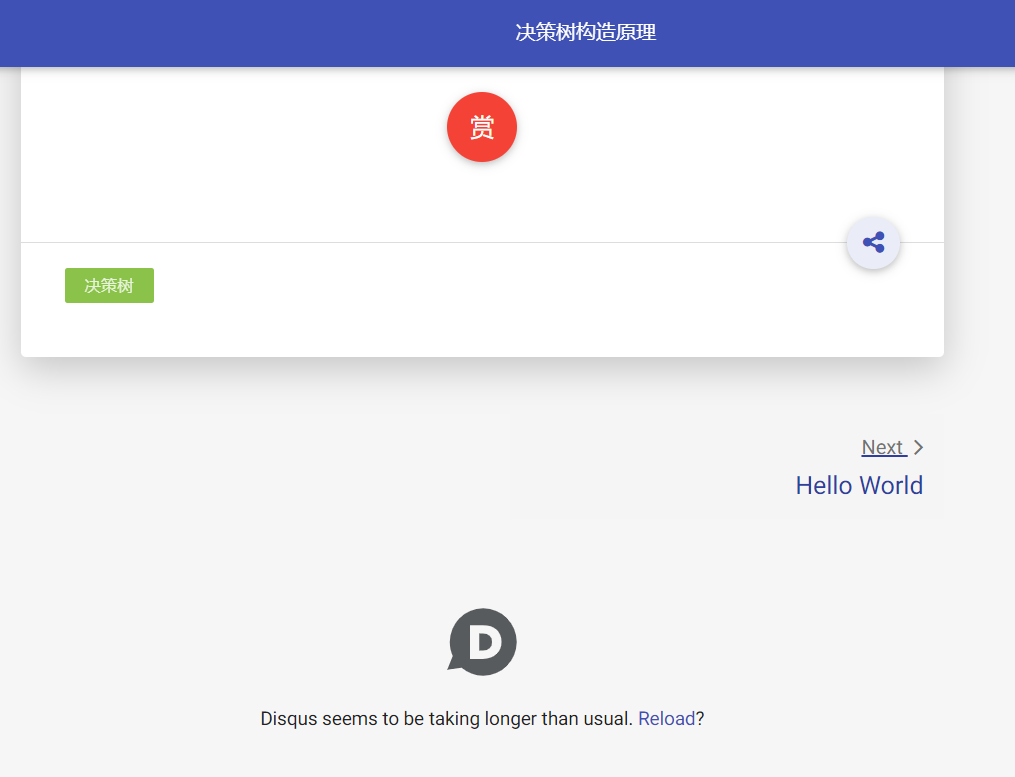 决策树构造原理
赏
决策树
Next
Hello World
D
Disqus seems to be taking longer than usual. Reload?